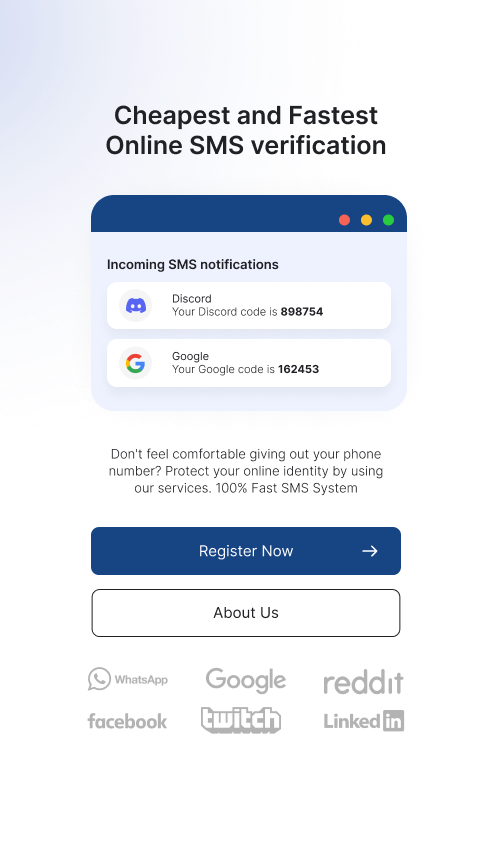 Cheapest and Fastest
Online SMS verification
Incoming SMS notifications
Discord
Your Discord code is 898754
Google
Your Google code is 162453
Don't feel comfortable giving out your phone
number? Protect your online identity by using
our services. 100% Fast SMS System
Register Now
About Us
WhatsApp Google reddit
facebook twitch Linked in